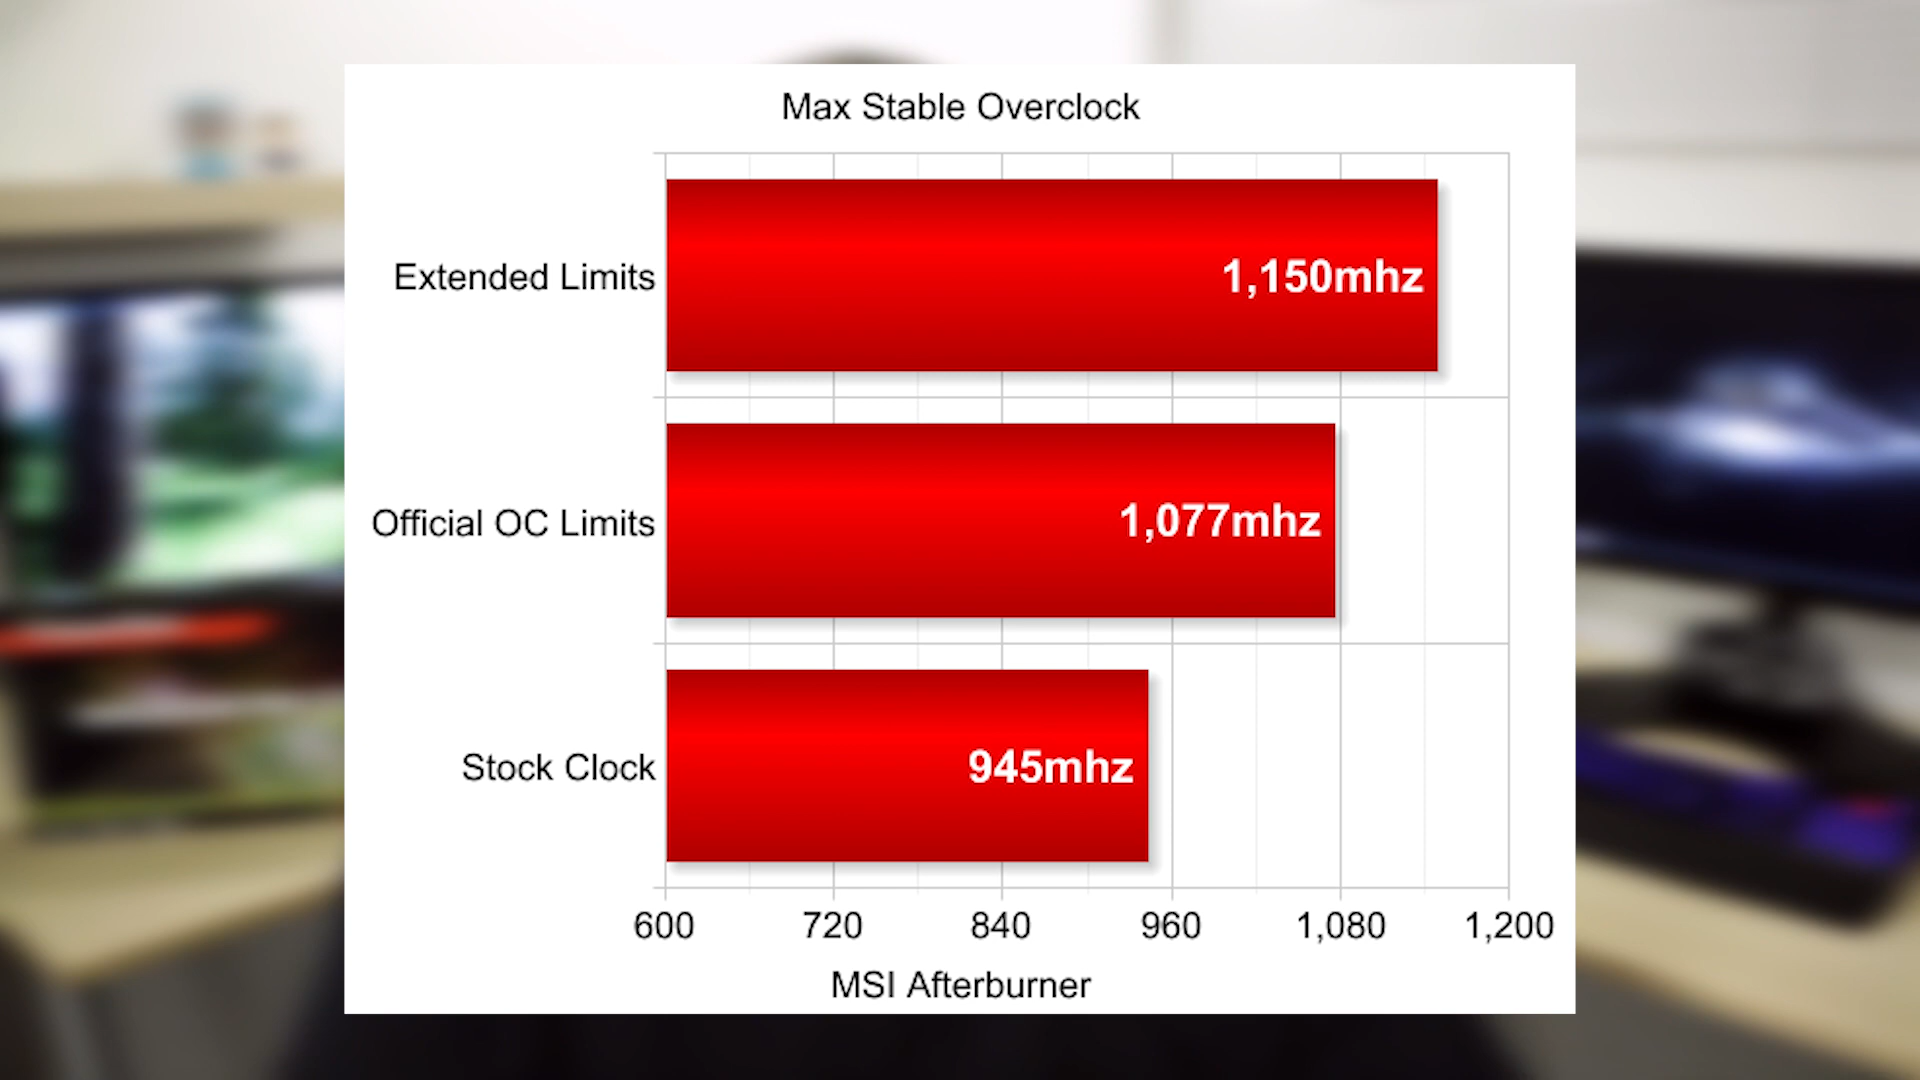 Max Stable Overclock
Extended Limits
1,150mhz
Official OC Limits
1,077mhz
Stock Clock
945mhz
600 720 840 960 1,080 1,200
MSI Afterburner